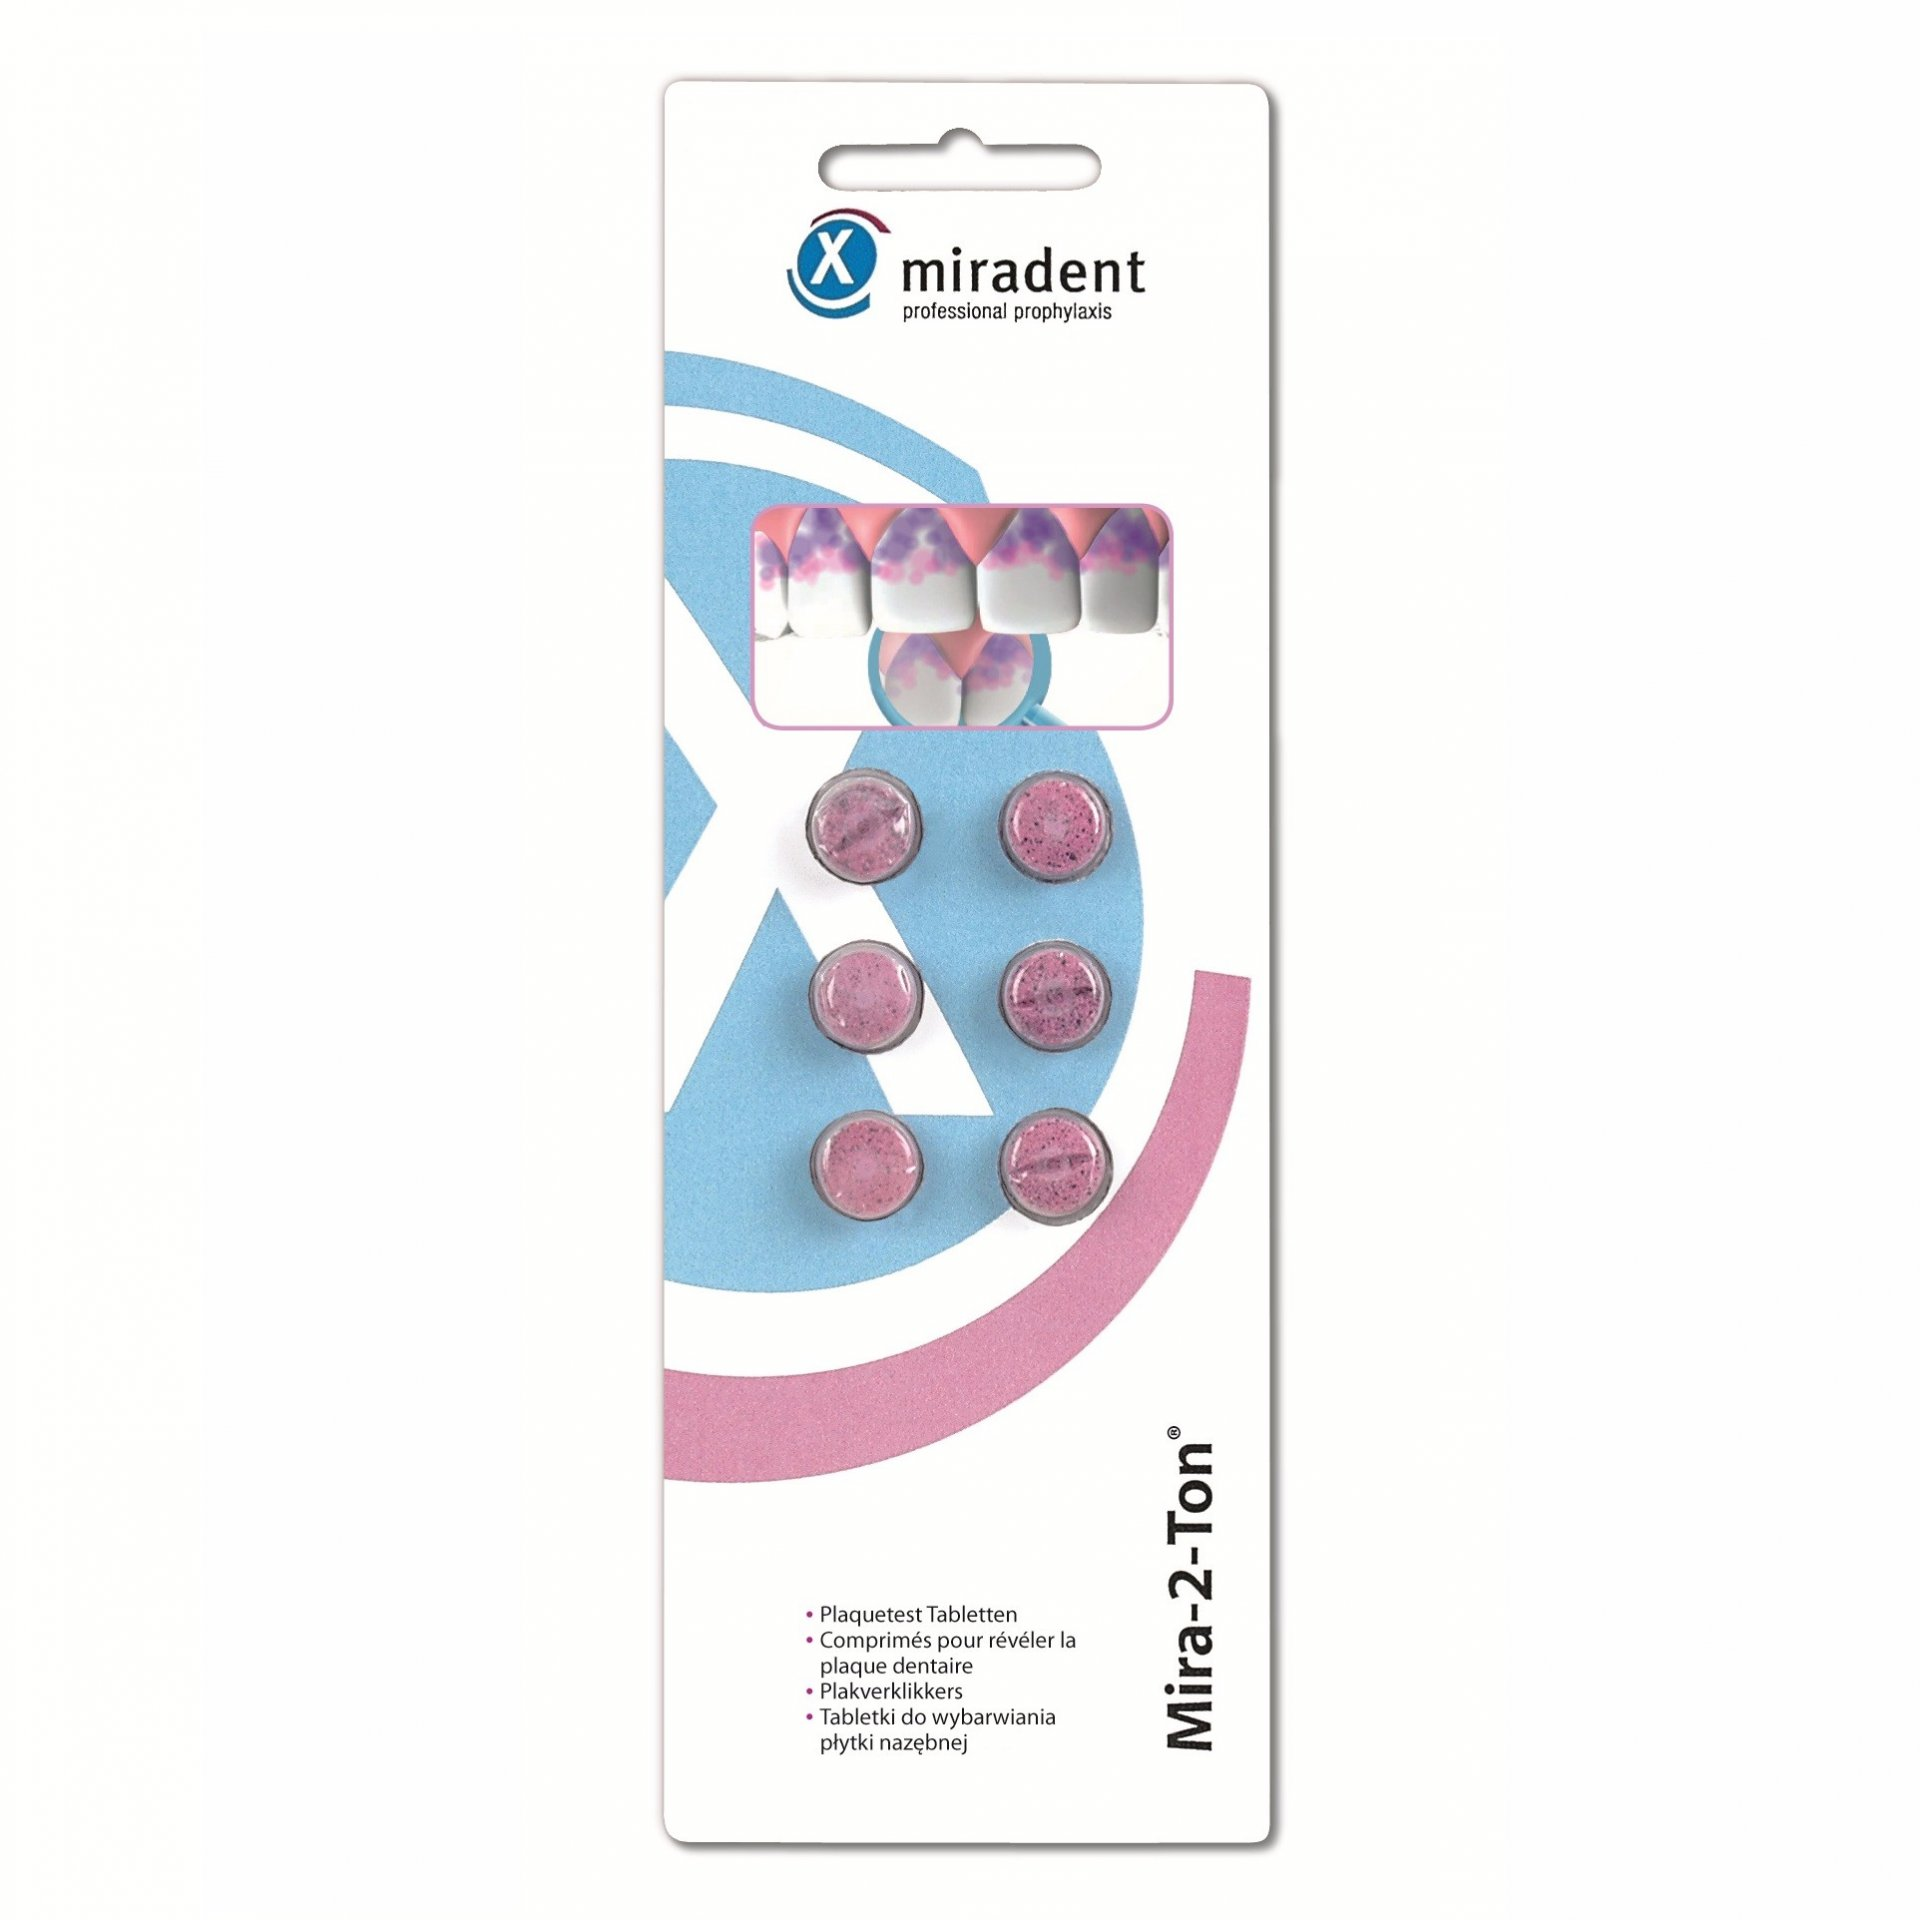 X
miradent
professional prophylaxis
• Plaquetest Tabletten
• Comprimés pour révéler la
plaque dentaire
• Plakverklikkers
• Tabletki do wybarwiania
płytki nazębnej
Mira-2-Ton®